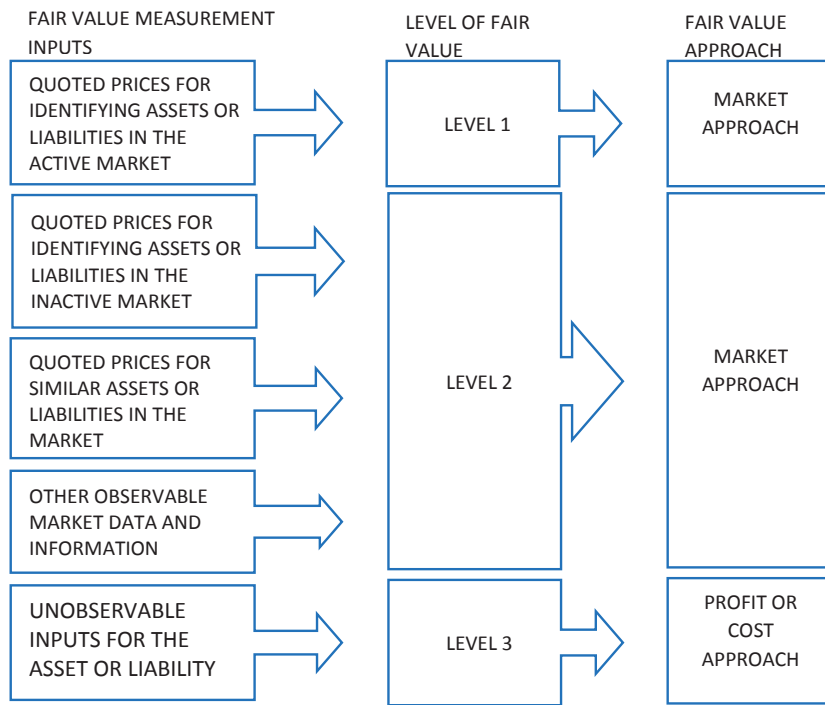 FAIR VALUE MEASUREMENT
INPUTS
LEVEL OF FAIR
VALUE
FAIR VALUE
APPROACH
QUOTED PRICES FOR
IDENTIFYING ASSETS OR
LIABILITIES IN THE
ACTIVE MARKET
LEVEL 1
MARKET
APPROACH
QUOTED PRICES FOR
IDENTIFYING ASSETS OR
LIABILITIES IN THE
INACTIVE MARKET
QUOTED PRICES FOR
SIMILAR ASSETS OR
LIABILITIES IN THE
MARKET
OTHER OBSERVABLE
MARKET DATA AND
INFORMATION
LEVEL 2
MARKET
APPROACH
UNOBSERVABLE
INPUTS FOR THE
ASSET OR LIABILITY
LEVEL 3
PROFIT OR
COST
APPROACH